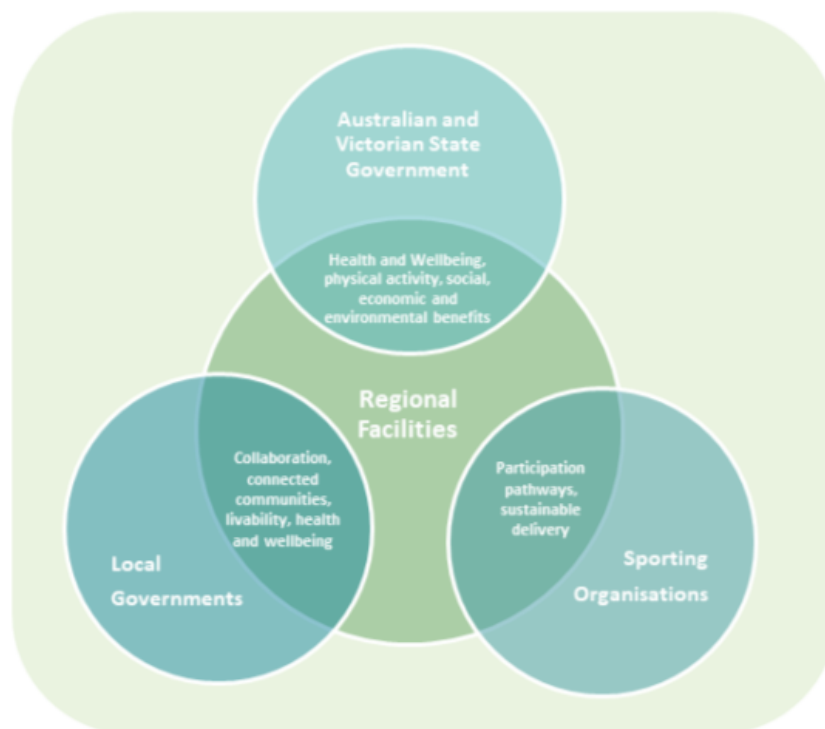 Australian and
Victorian State
Government
Health and Wellbeing,
physical activity, social,
economic and
environmental benefits
Regional
Facilities
Collaboration,
connected
communities,
livability, health
and wellbeing
Local
Governments
Participation
pathways,
sustainable
delivery
Sporting
Organisations